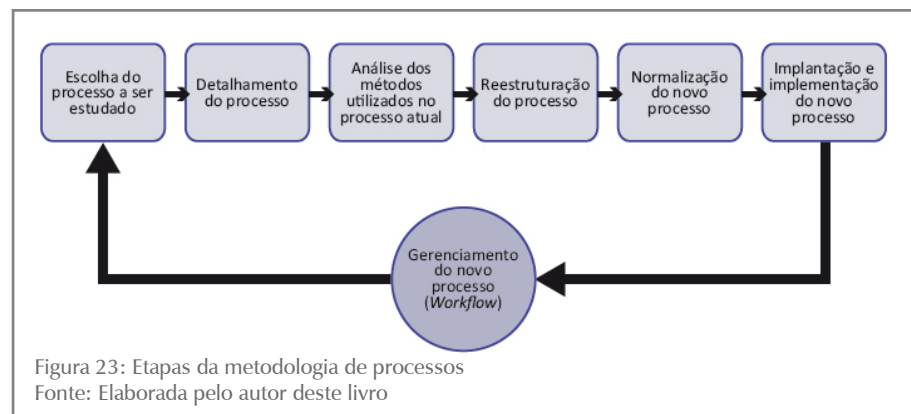 Escolha do
processo a ser
estudado
Detalhamento
do processo
Análise dos
métodos
utilizados no
processo atual
Reestruturação
do processo
Normalização
do novo
processo
Implantação e
implementação
do novo
processo
Gerenciamento
do novo
processo
(Workflow)
Figura 23: Etapas da metodologia de processos
Fonte: Elaborada pelo autor deste livro